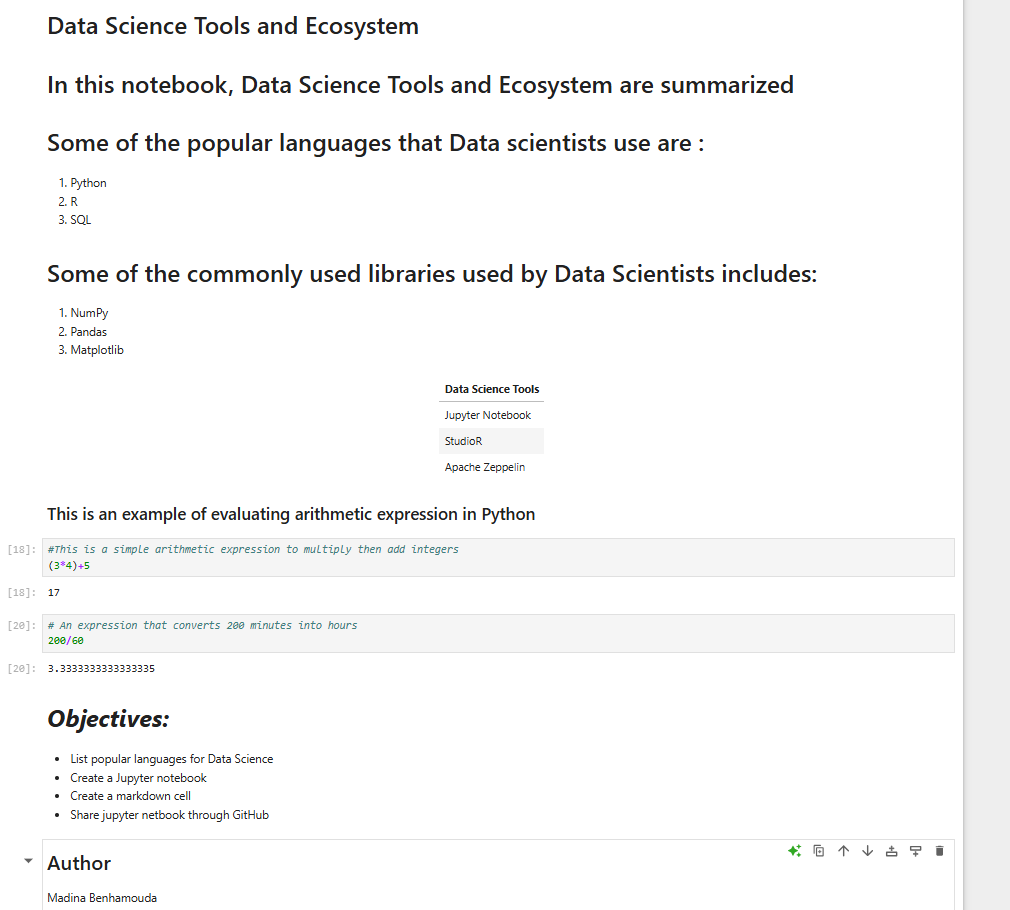 Data Science Tools and Ecosystem
In this notebook, Data Science Tools and Ecosystem are summarized
Some of the popular languages that Data scientists use are :
1. Python
2. R
3. SQL
Some of the commonly used libraries used by Data Scientists includes:
1. NumPy
2. Pandas
3. Matplotlib
Data Science Tools
Jupyter Notebook
StudioR
Apache Zeppelin
This is an example of evaluating arithmetic expression in Python
[18]: #This is a simple arithmetic expression to multiply then add integers
(3*4)+5
[18]: 17
[20]: # An expression that converts 200 minutes into hours
200/60
[20]: 3.3333333333333335
Objectives:
• List popular languages for Data Science
• Create a Jupyter notebook
• Create a markdown cell
• Share jupyter netbook through GitHub
Author
Madina Benhamouda